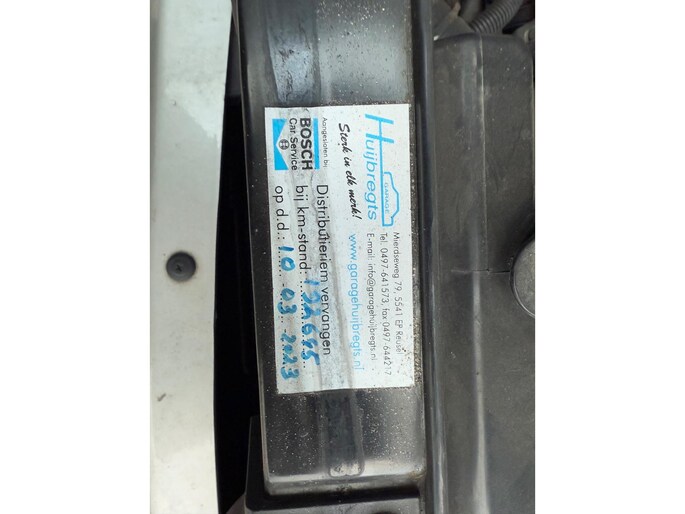 Huijbregts
GARAGE
Sterk in elk merk!
Mierdseweg 79, 5541 EP Reusel
Tel. 0497-641573, fax 0497-644217
E-mail: info@garagehuijbregts.nl
www.garagehuijbregts.nl
Aangesloten bij:
BOSCH
Car Service
Distributieriem vervangen
bij km-stand:
op d.d.: 10 03 2023